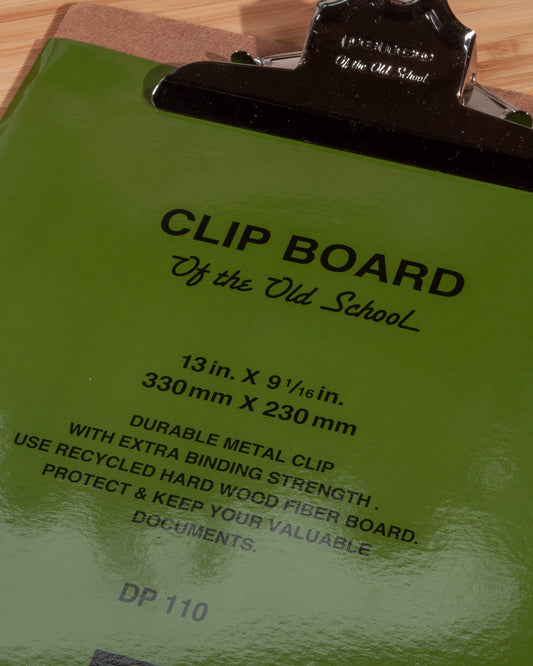 PENCO
Of the Old School
CLIP BOARD
Of the Old School
13 in. X 9 1/16 in.
330 mm X 230 mm
DURABLE METAL CLIP
WITH EXTRA BINDING STRENGTH .
USE RECYCLED HARD WOOD FIBER BOARD.
PROTECT & KEEP YOUR VALUABLE
DOCUMENTS.
DP 110